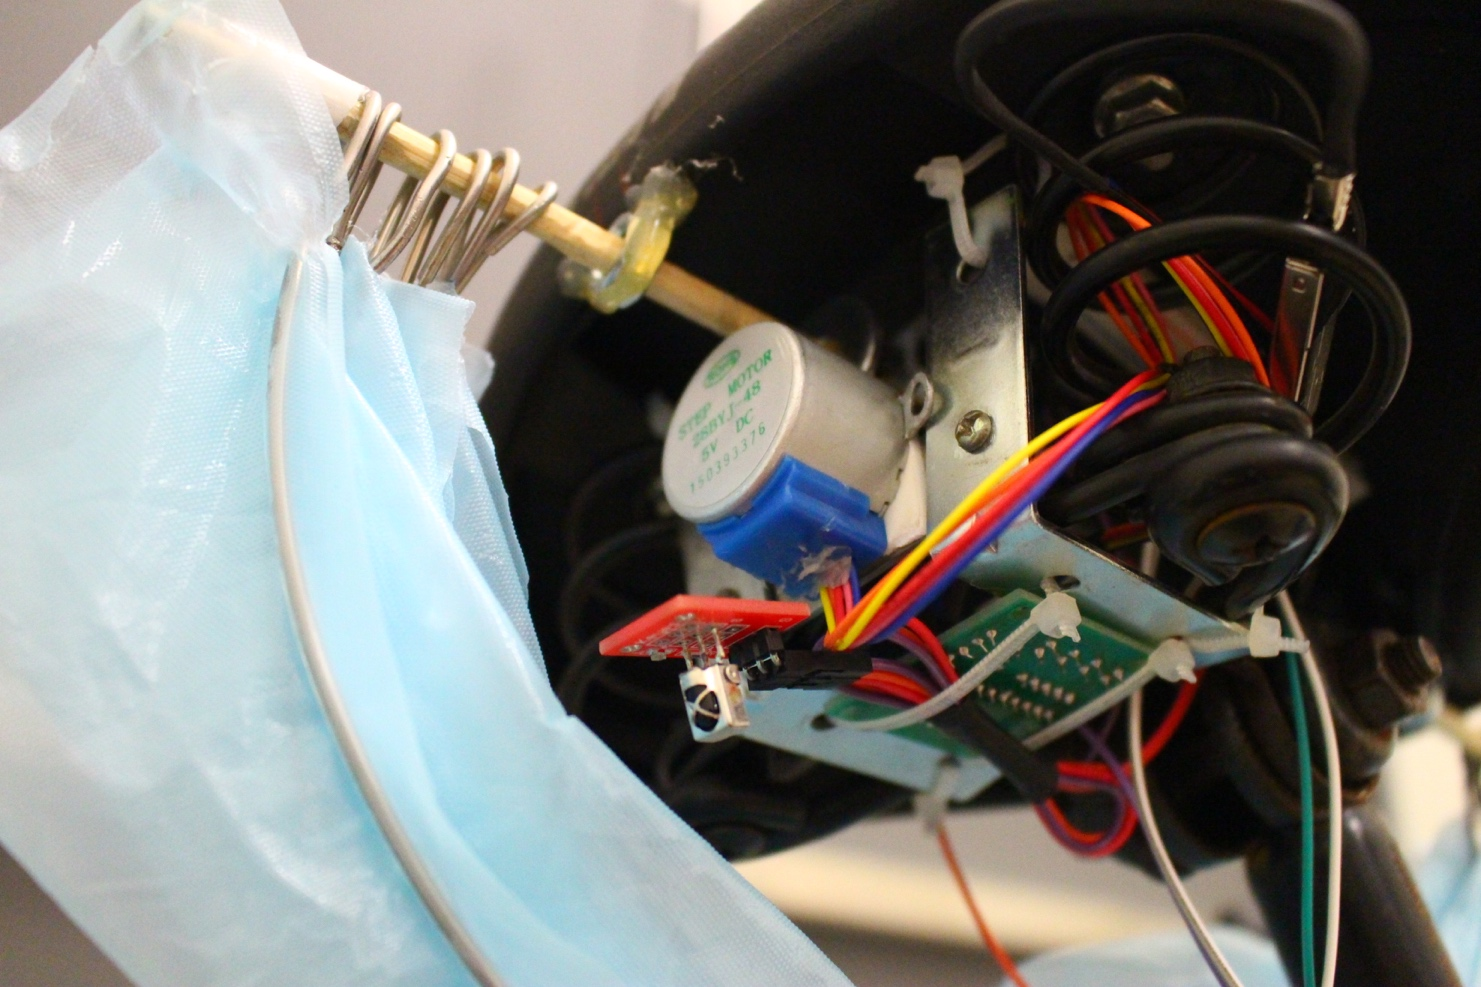 STEP MOTOR
28BYJ-48
5V DC
150393376